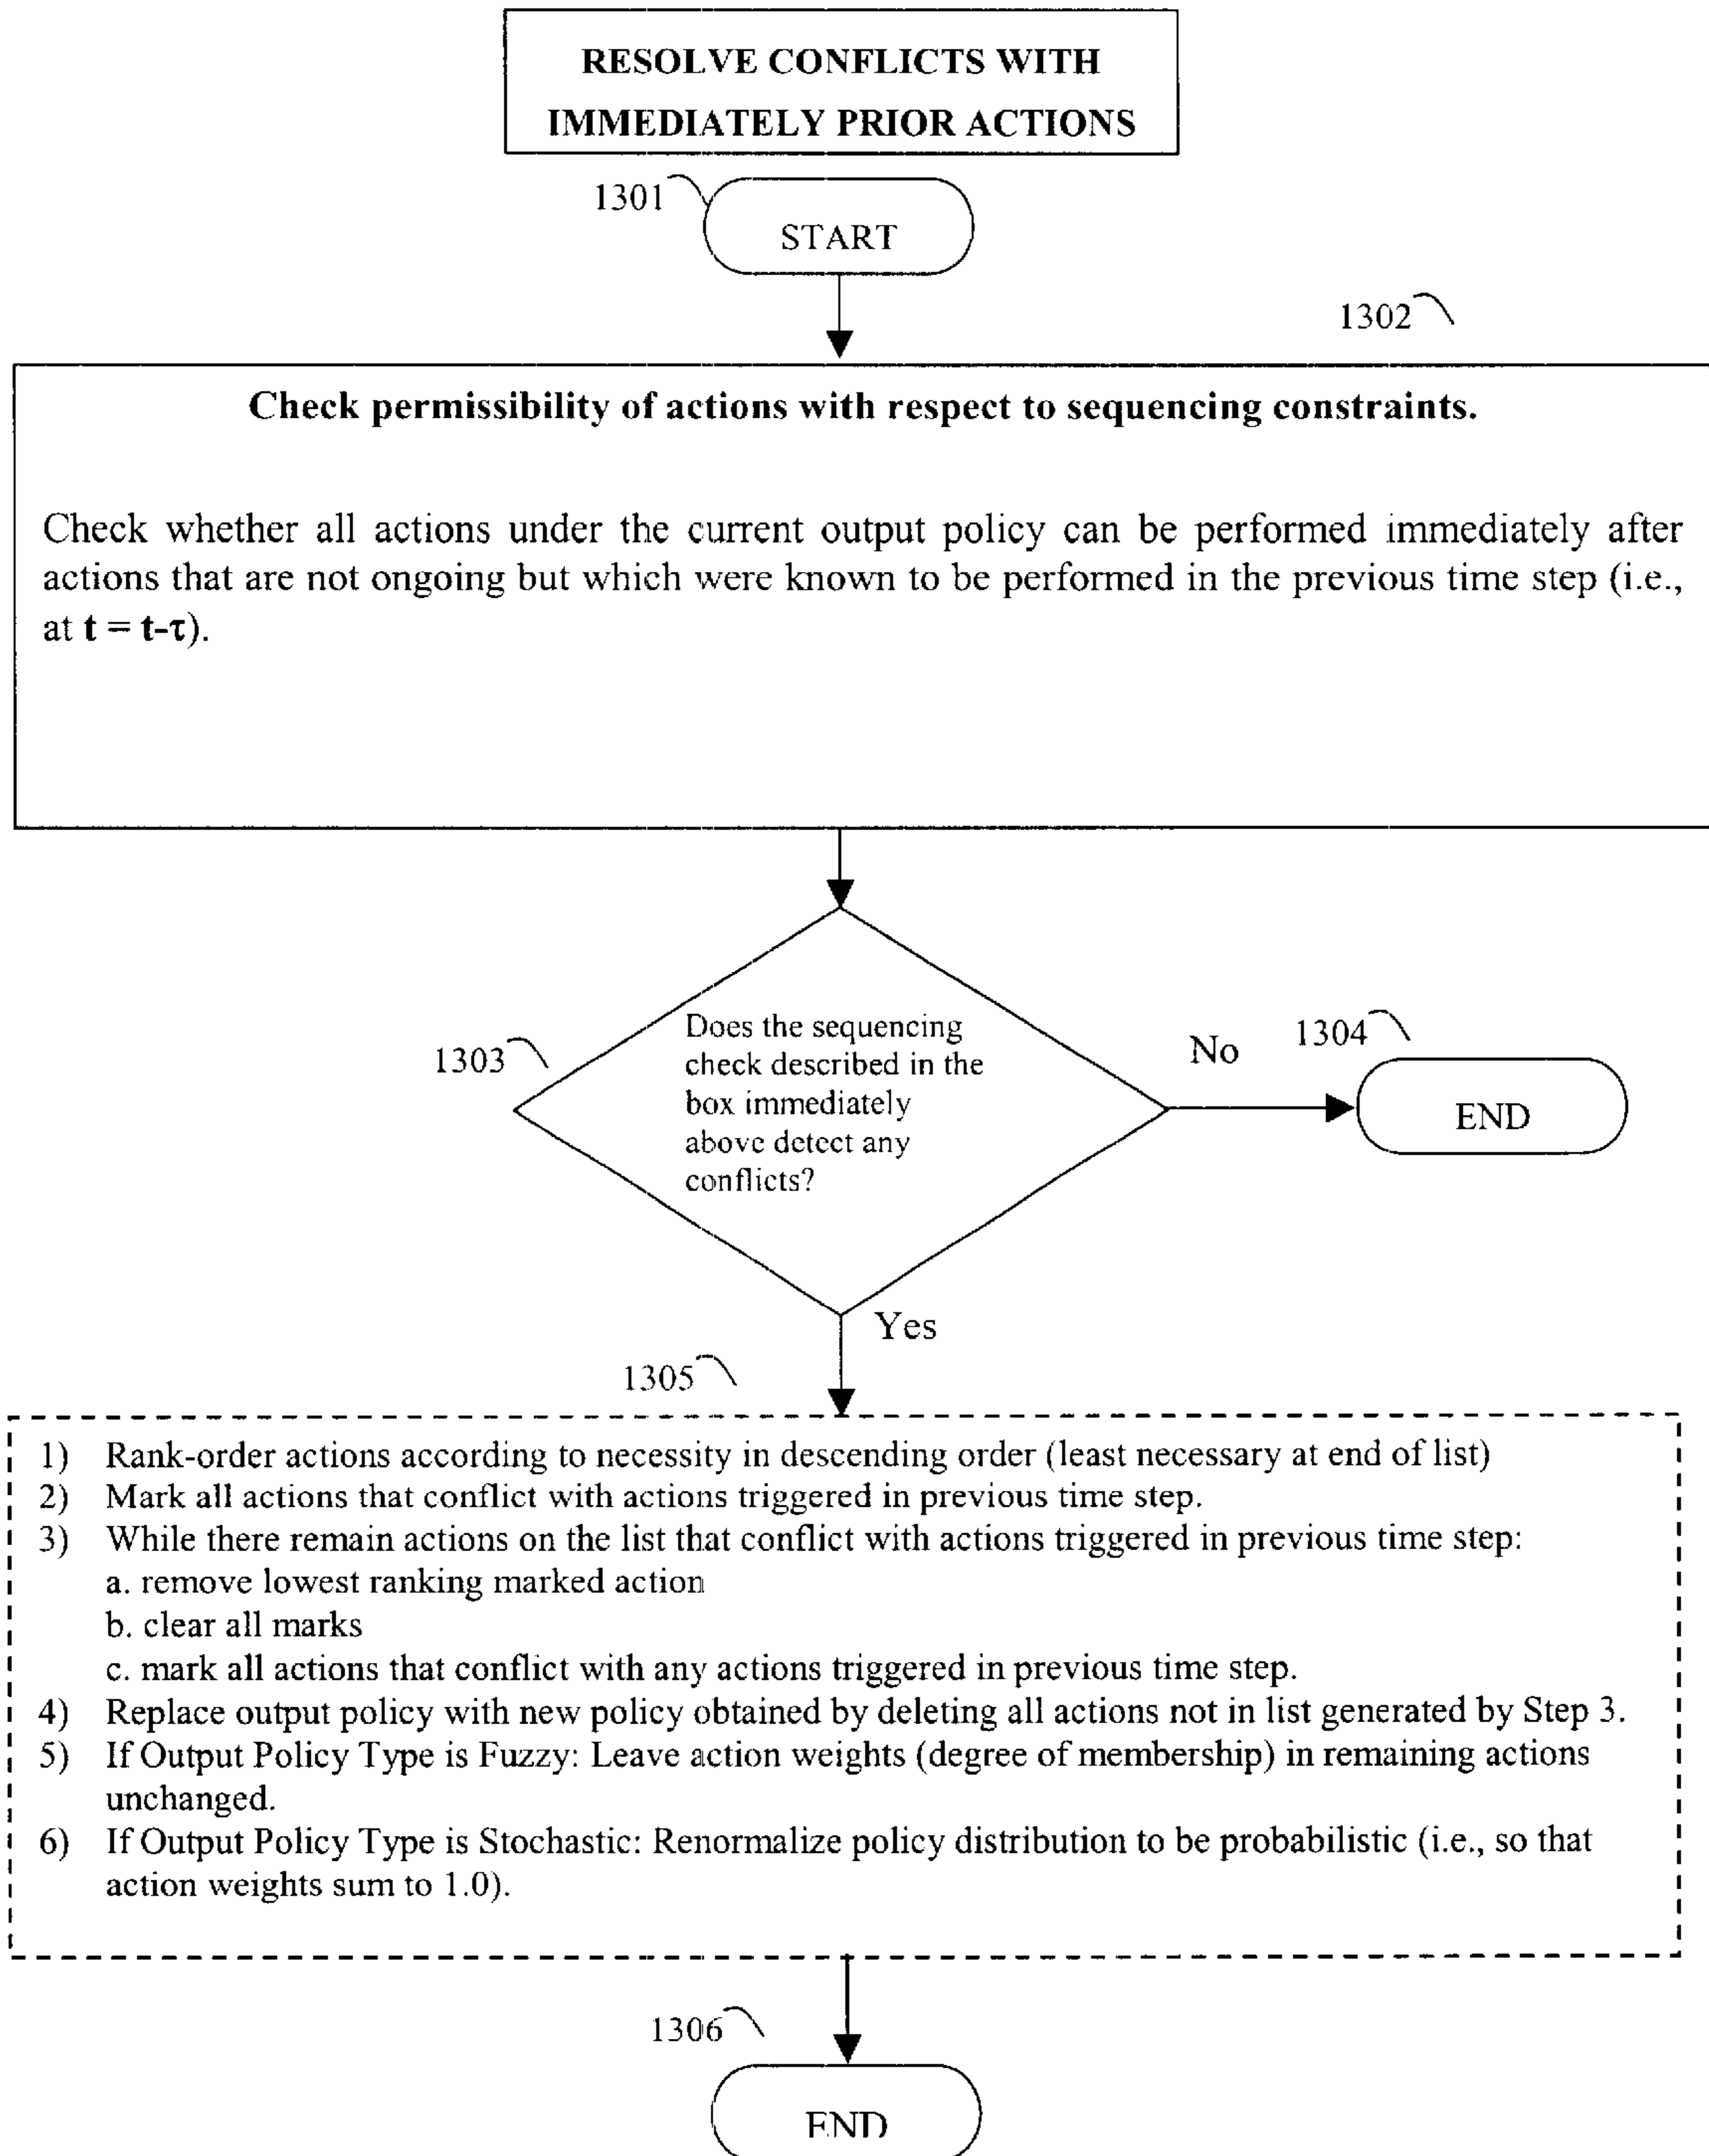 RESOLVE CONFLICTS WITH
IMMEDIATELY PRIOR ACTIONS
1301
START
1302
Check permissibility of actions with respect to sequencing constraints.
Check whether all actions under the current output policy can be performed immediately after
actions that are not ongoing but which were known to be performed in the previous time step (i.e.,
at t = t-τ).
Does the sequencing
check described in the
box immediately
above detect any
conflicts?
1303
No
1304
END
Yes
1305
1) Rank-order actions according to necessity in descending order (least necessary at end of list)
2) Mark all actions that conflict with actions triggered in previous time step.
3) While there remain actions on the list that conflict with actions triggered in previous time step:
a. remove lowest ranking marked action
b. clear all marks
c. mark all actions that conflict with any actions triggered in previous time step.
4) Replace output policy with new policy obtained by deleting all actions not in list generated by Step 3.
5) If Output Policy Type is Fuzzy: Leave action weights (degree of membership) in remaining actions
unchanged.
6) If Output Policy Type is Stochastic: Renormalize policy distribution to be probabilistic (i.e., so that
action weights sum to 1.0).
1306
END